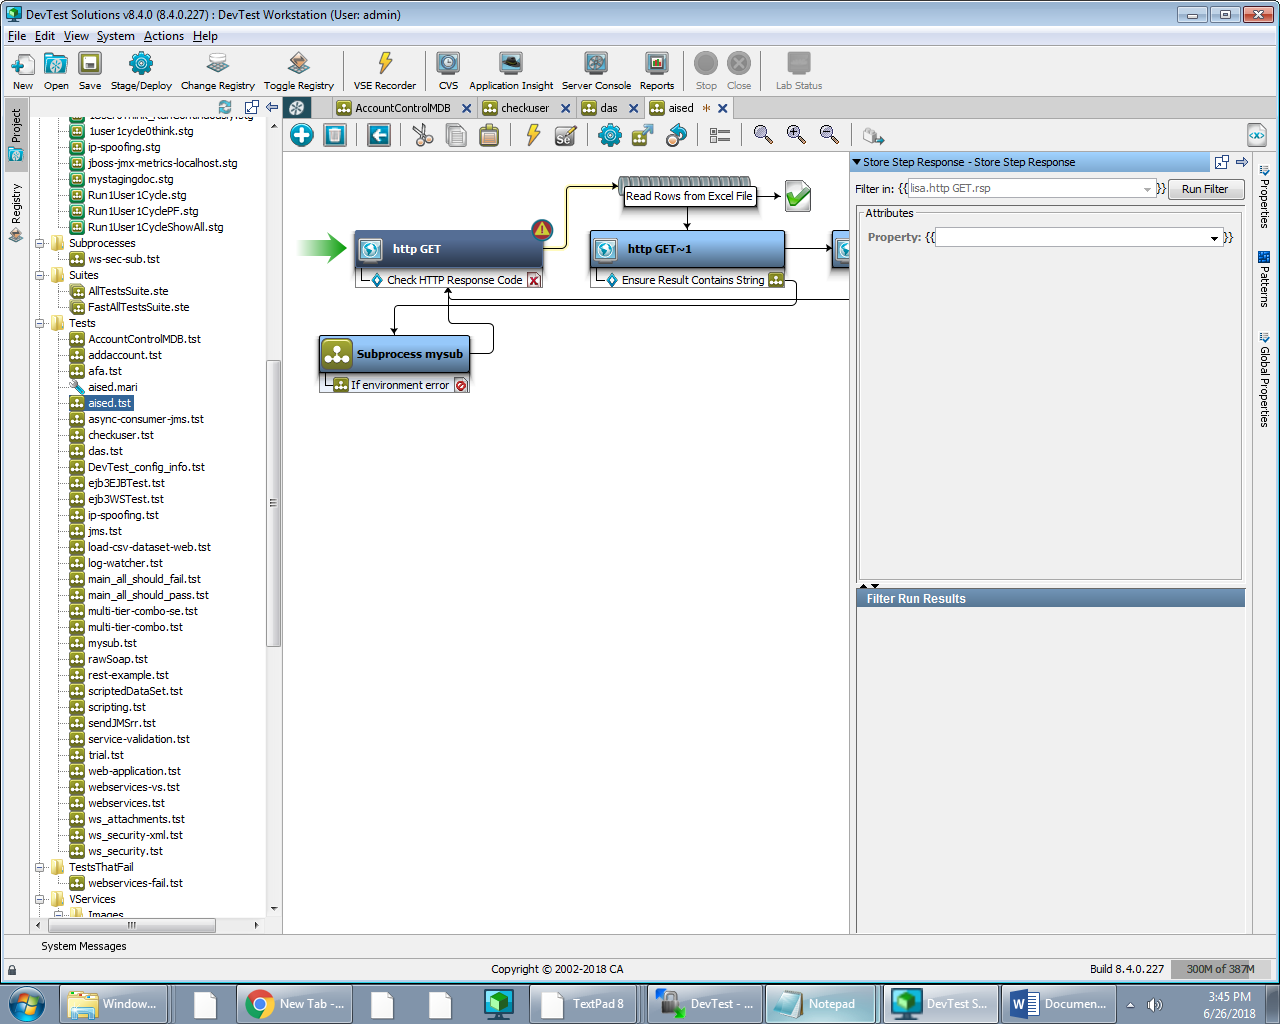 DevTest Solutions v8.4.0 (8.4.0.227) : DevTest Workstation (User: admin)
File Edit View System Actions Help
New Open Save Stage/Deploy Change Registry Toggle Registry VSE Recorder CVS Application Insight Server Console Reports Stop Close Lab Status
Project
Registry
AccountControlMDB checkuser das aised
1user1cycle0think.stg
ip-spoofing.stg
jboss-jmx-metrics-localhost.stg
mystagingdoc.stg
Run1User1Cycle.stg
Run1User1CyclePF.stg
Run1User1CycleShowAll.stg
Subprocesses
ws-sec-sub.tst
Suites
AllTestsSuite.ste
FastAllTestsSuite.ste
Tests
AccountControlMDB.tst
addaccount.tst
afa.tst
aised.mari
aised.tst
async-consumer-jms.tst
checkuser.tst
das.tst
DevTest_config_info.tst
ejb3EJBTest.tst
ejb3WSTest.tst
ip-spoofing.tst
jms.tst
load-csv-dataset-web.tst
log-watcher.tst
main_all_should_fail.tst
main_all_should_pass.tst
multi-tier-combo-se.tst
multi-tier-combo.tst
mysub.tst
rawSoap.tst
rest-example.tst
scriptedDataSet.tst
scripting.tst
sendJMSrr.tst
service-validation.tst
trial.tst
web-application.tst
webservices-vs.tst
webservices.tst
ws_attachments.tst
ws_security-xml.tst
ws_security.tst
TestsThatFail
webservices-fail.tst
VServices
Images
Read Rows from Excel File
http GET
Check HTTP Response Code
http GET~1
Ensure Result Contains String
Subprocess mysub
If environment error
Store Step Response - Store Step Response
Filter in: {{lisa.http GET.rsp}} Run Filter
Attributes
Property: {{ }}
Filter Run Results
Properties
Patterns
Global Properties
System Messages
Copyright © 2002-2018 CA
Build 8.4.0.227 300M of 387M
Window... New Tab -... TextPad 8 DevTest - ... Notepad DevTest S... Documen...
3:45 PM
6/26/2018